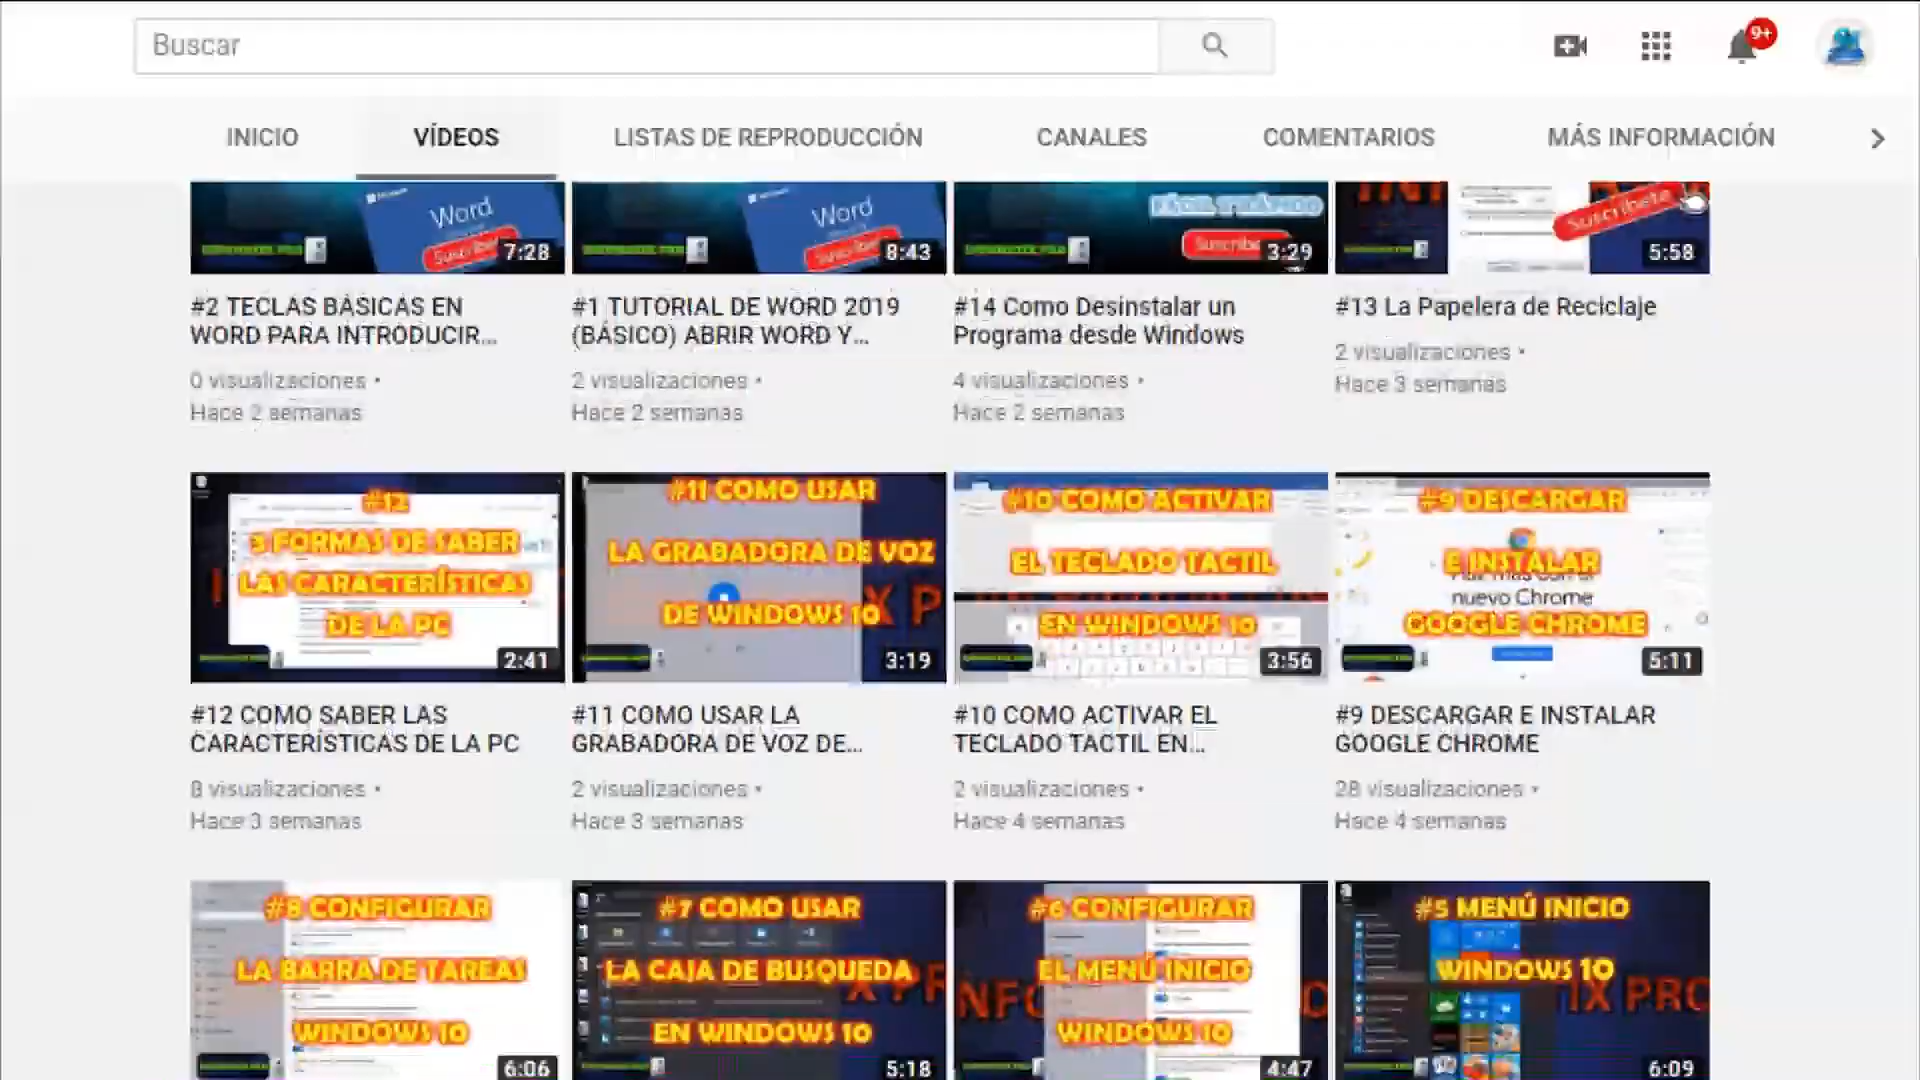 Buscar
9+
INICIO
VÍDEOS
LISTAS DE REPRODUCCIÓN
CANALES
COMENTARIOS
MÁS INFORMACIÓN
Word
Suscríbete
7:28
Word
Suscríbete
8:43
3:29
Suscríbete
5:58
#2 TECLAS BÁSICAS EN
WORD PARA INTRODUCIR...
0 visualizaciones •
Hace 2 semanas
#1 TUTORIAL DE WORD 2019
(BÁSICO) ABRIR WORD Y...
2 visualizaciones •
Hace 2 semanas
#14 Como Desinstalar un
Programa desde Windows
4 visualizaciones •
Hace 2 semanas
#13 La Papelera de Reciclaje
2 visualizaciones •
Hace 3 semanas
#12
3 FORMAS DE SABER
LAS CARACTERÍSTICAS
DE LA PC
2:41
#11 COMO USAR
LA GRABADORA DE VOZ
DE WINDOWS 10
3:19
#10 COMO ACTIVAR
EL TECLADO TACTIL
EN WINDOWS 10
3:56
#9 DESCARGAR
E INSTALAR
nuevo Chrome
GOOGLE CHROME
5:11
#12 COMO SABER LAS
CARACTERÍSTICAS DE LA PC
8 visualizaciones •
Hace 3 semanas
#11 COMO USAR LA
GRABADORA DE VOZ DE...
2 visualizaciones •
Hace 3 semanas
#10 COMO ACTIVAR EL
TECLADO TACTIL EN...
2 visualizaciones •
Hace 4 semanas
#9 DESCARGAR E INSTALAR
GOOGLE CHROME
28 visualizaciones •
Hace 4 semanas
#8 CONFIGURAR
LA BARRA DE TAREAS
WINDOWS 10
6:06
#7 COMO USAR
LA CAJA DE BUSQUEDA
EN WINDOWS 10
5:18
#6 CONFIGURAR
EL MENÚ INICIO
WINDOWS 10
4:47
#5 MENÚ INICIO
WINDOWS 10
6:09